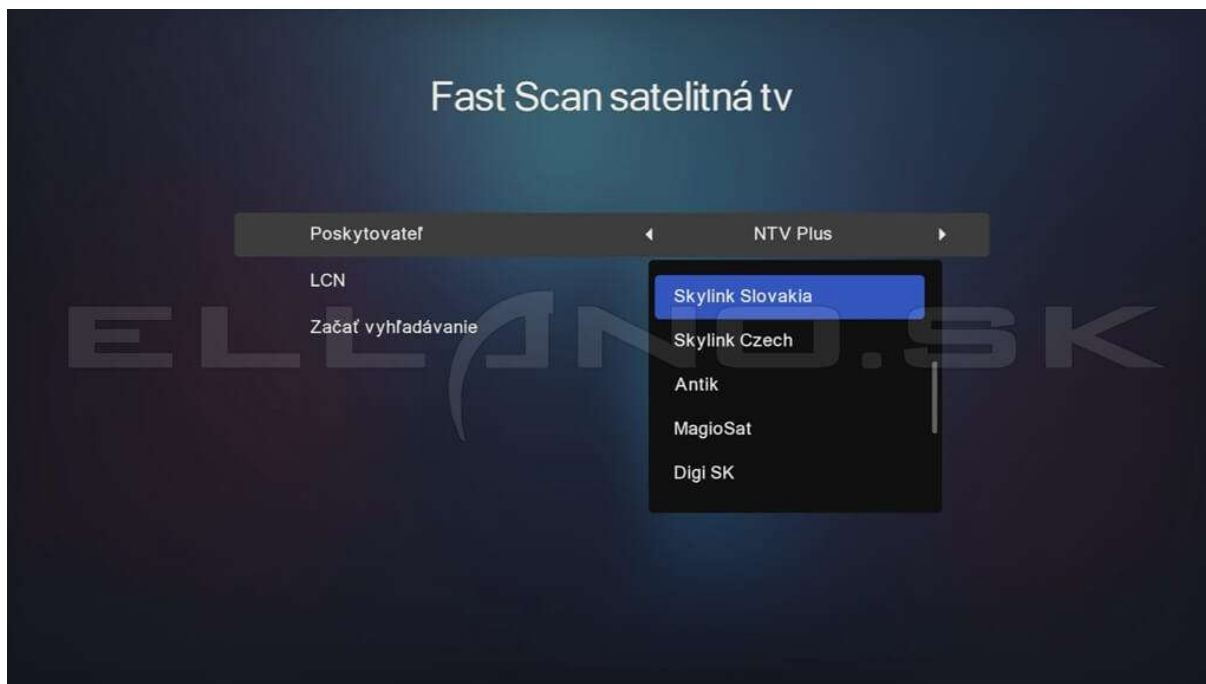 Fast Scan satelitná tv
Poskytovateľ NTV Plus
LCN
Skylink Slovakia
Začať vyhľadávanie
Skylink Czech
ELLANO.SK
Antik
MagioSat
Digi SK